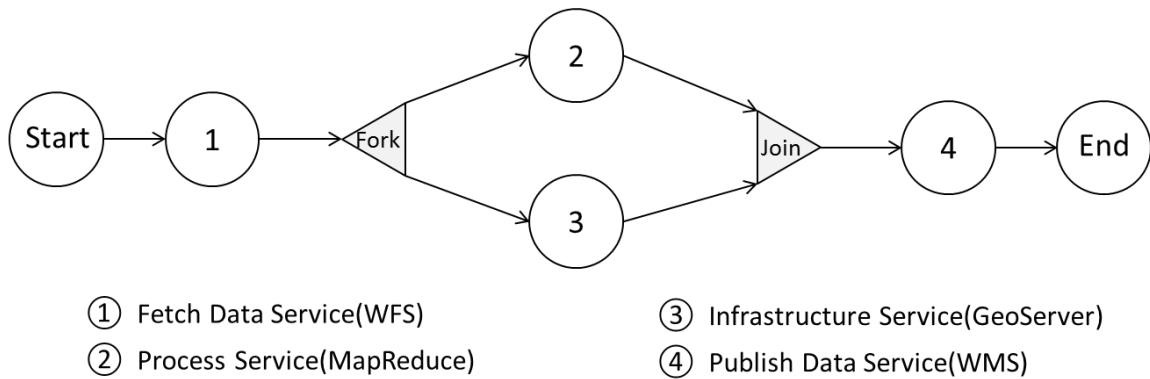 Start
1
Fork
2
3
Join
4
End
① Fetch Data Service(WFS)
② Process Service(MapReduce)
③ Infrastructure Service(GeoServer)
④ Publish Data Service(WMS)